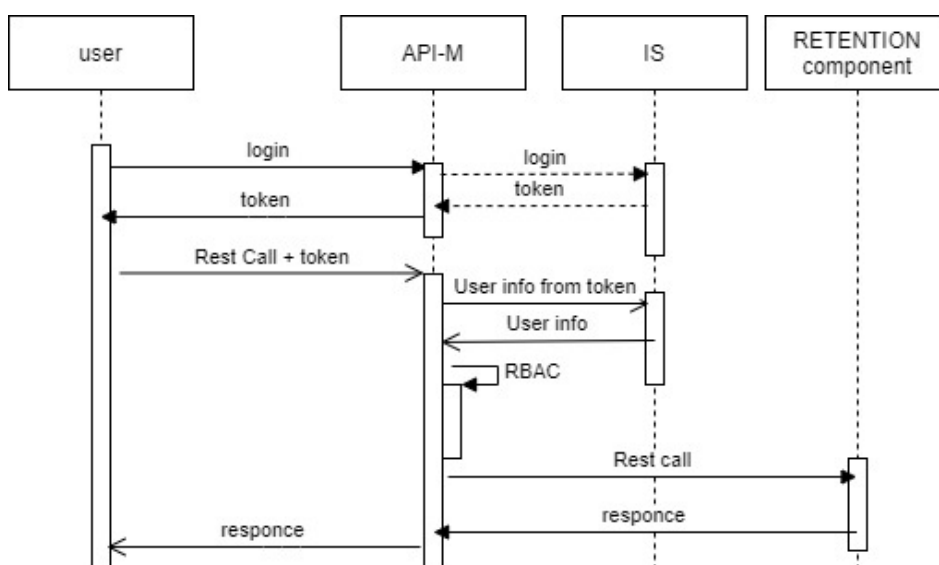 user
API-M
IS
RETENTION
component
login
login
token
token
Rest Call + token
User info from token
User info
RBAC
Rest call
responce
responce